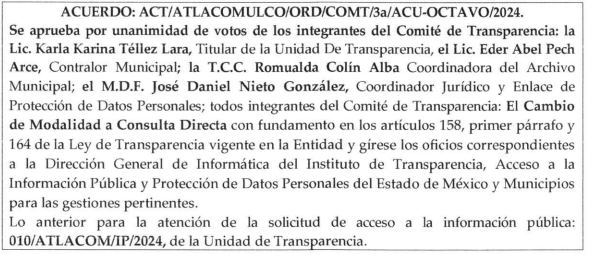 ACUERDO: ACT/ATLACOMULCO/ORD/COMT/3a/ACU-OCTAVO/2024.
Se aprueba por unanimidad de votos de los integrantes del Comité de Trasparencia: la
Lic. Karla Karina Téllez Lara, Titular de la Unidad De Transparencia, el Lic. Eder Abel Pech
Arce, Contralor Municipal; la T.C.C. Romualda Colín Alba Coordinadora del Archivo
Municipal; el M.D.F. José Daniel Nieto González, Coordinador Jurídico y Enlace de
Protección de Datos Personales; todos integrantes del Comité de Transparencia: El Cambio
de Modalidad a Consulta Directa con fundamento en los artículos 158, primer párrafo y
164 de la Ley de Transparencia vigente en la Entidad y gírese los oficios correspondientes
a la Dirección General de Informática del Instituto de Transparencia, Acceso a la
Información Pública y Protección de Datos Personales del Estado de México y Municipios
para las gestiones pertinentes.
Lo anterior para la atención de la solicitud de acceso a la información pública:
010/ATLACOM/IP/2024, de la Unidad de Transparencia.